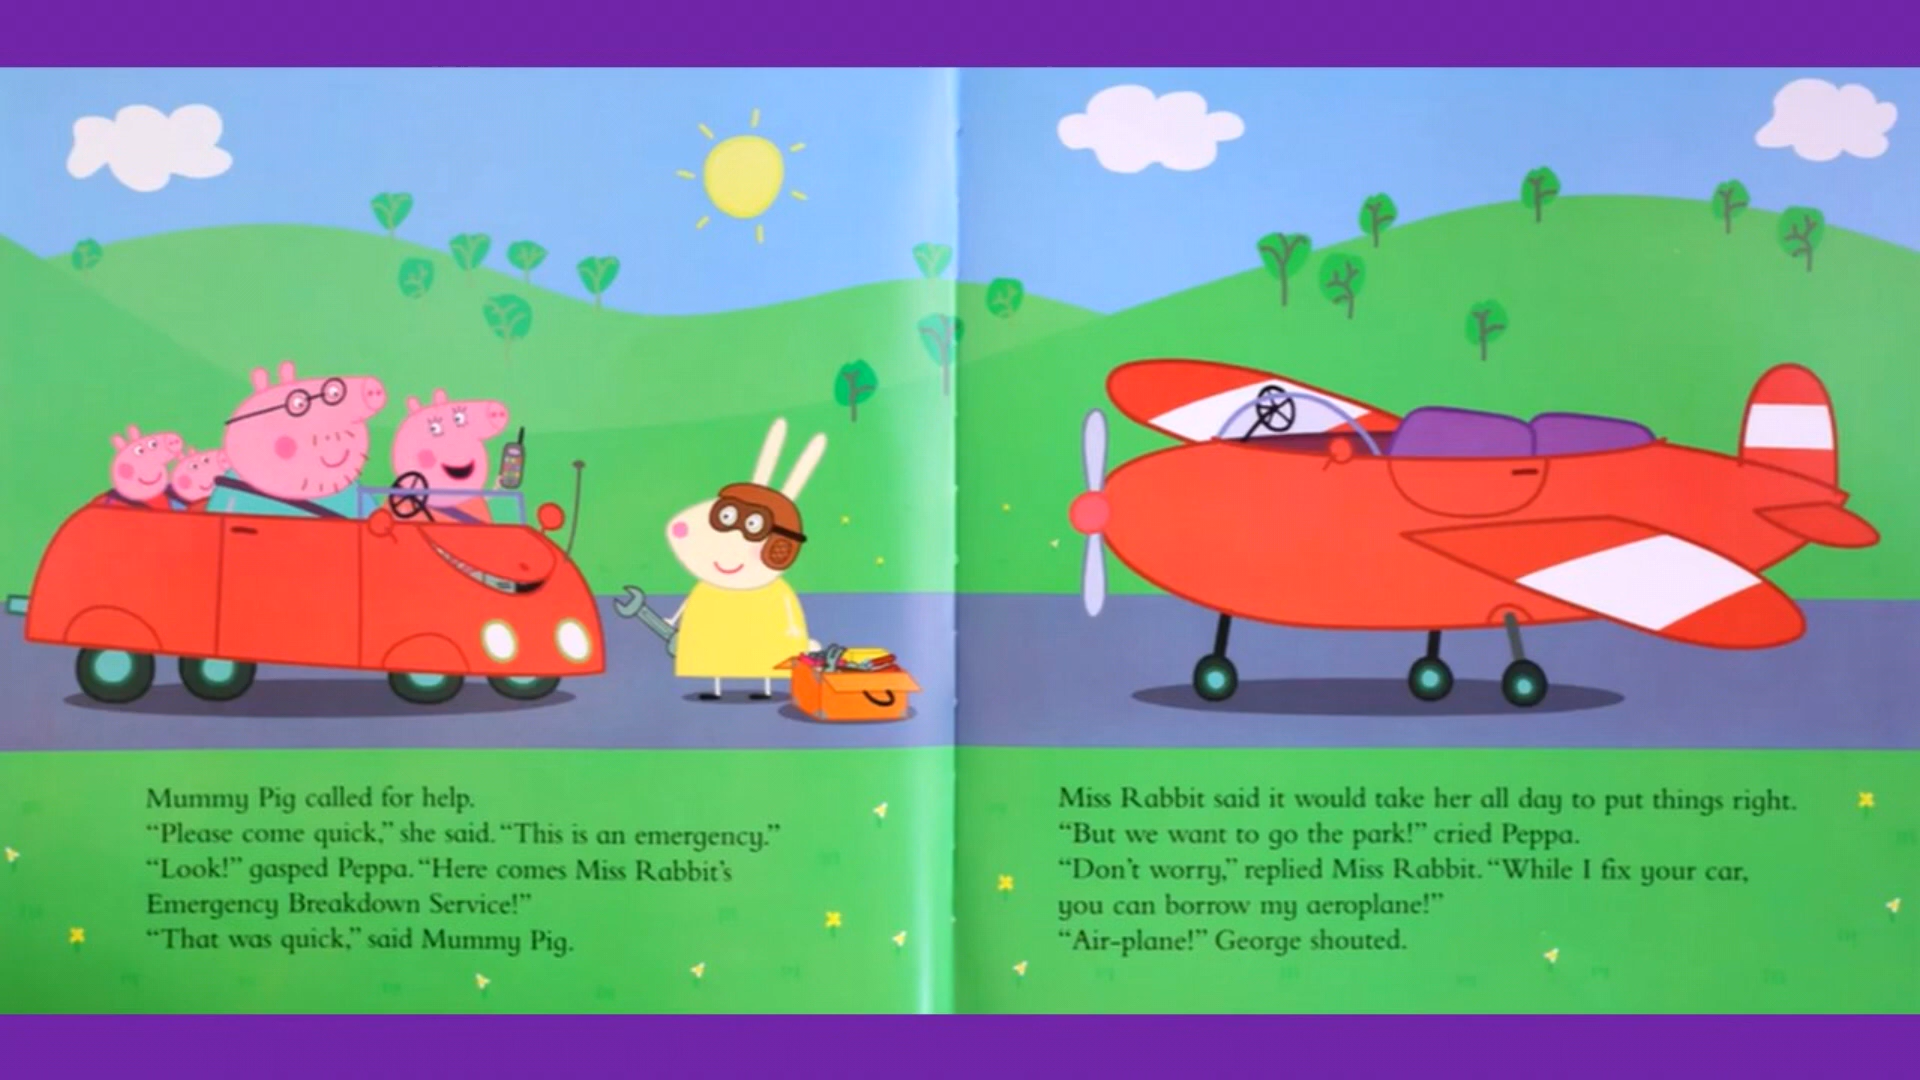 Mummy Pig called for help.
“Please come quick,” she said. “This is an emergency.”
“Look!” gasped Peppa. “Here comes Miss Rabbit’s
Emergency Breakdown Service!”
“That was quick,” said Mummy Pig.
Miss Rabbit said it would take her all day to put things right.
“But we want to go the park!” cried Peppa.
“Don’t worry,” replied Miss Rabbit. “While I fix your car,
you can borrow my aeroplane!”
“Air-plane!” George shouted.